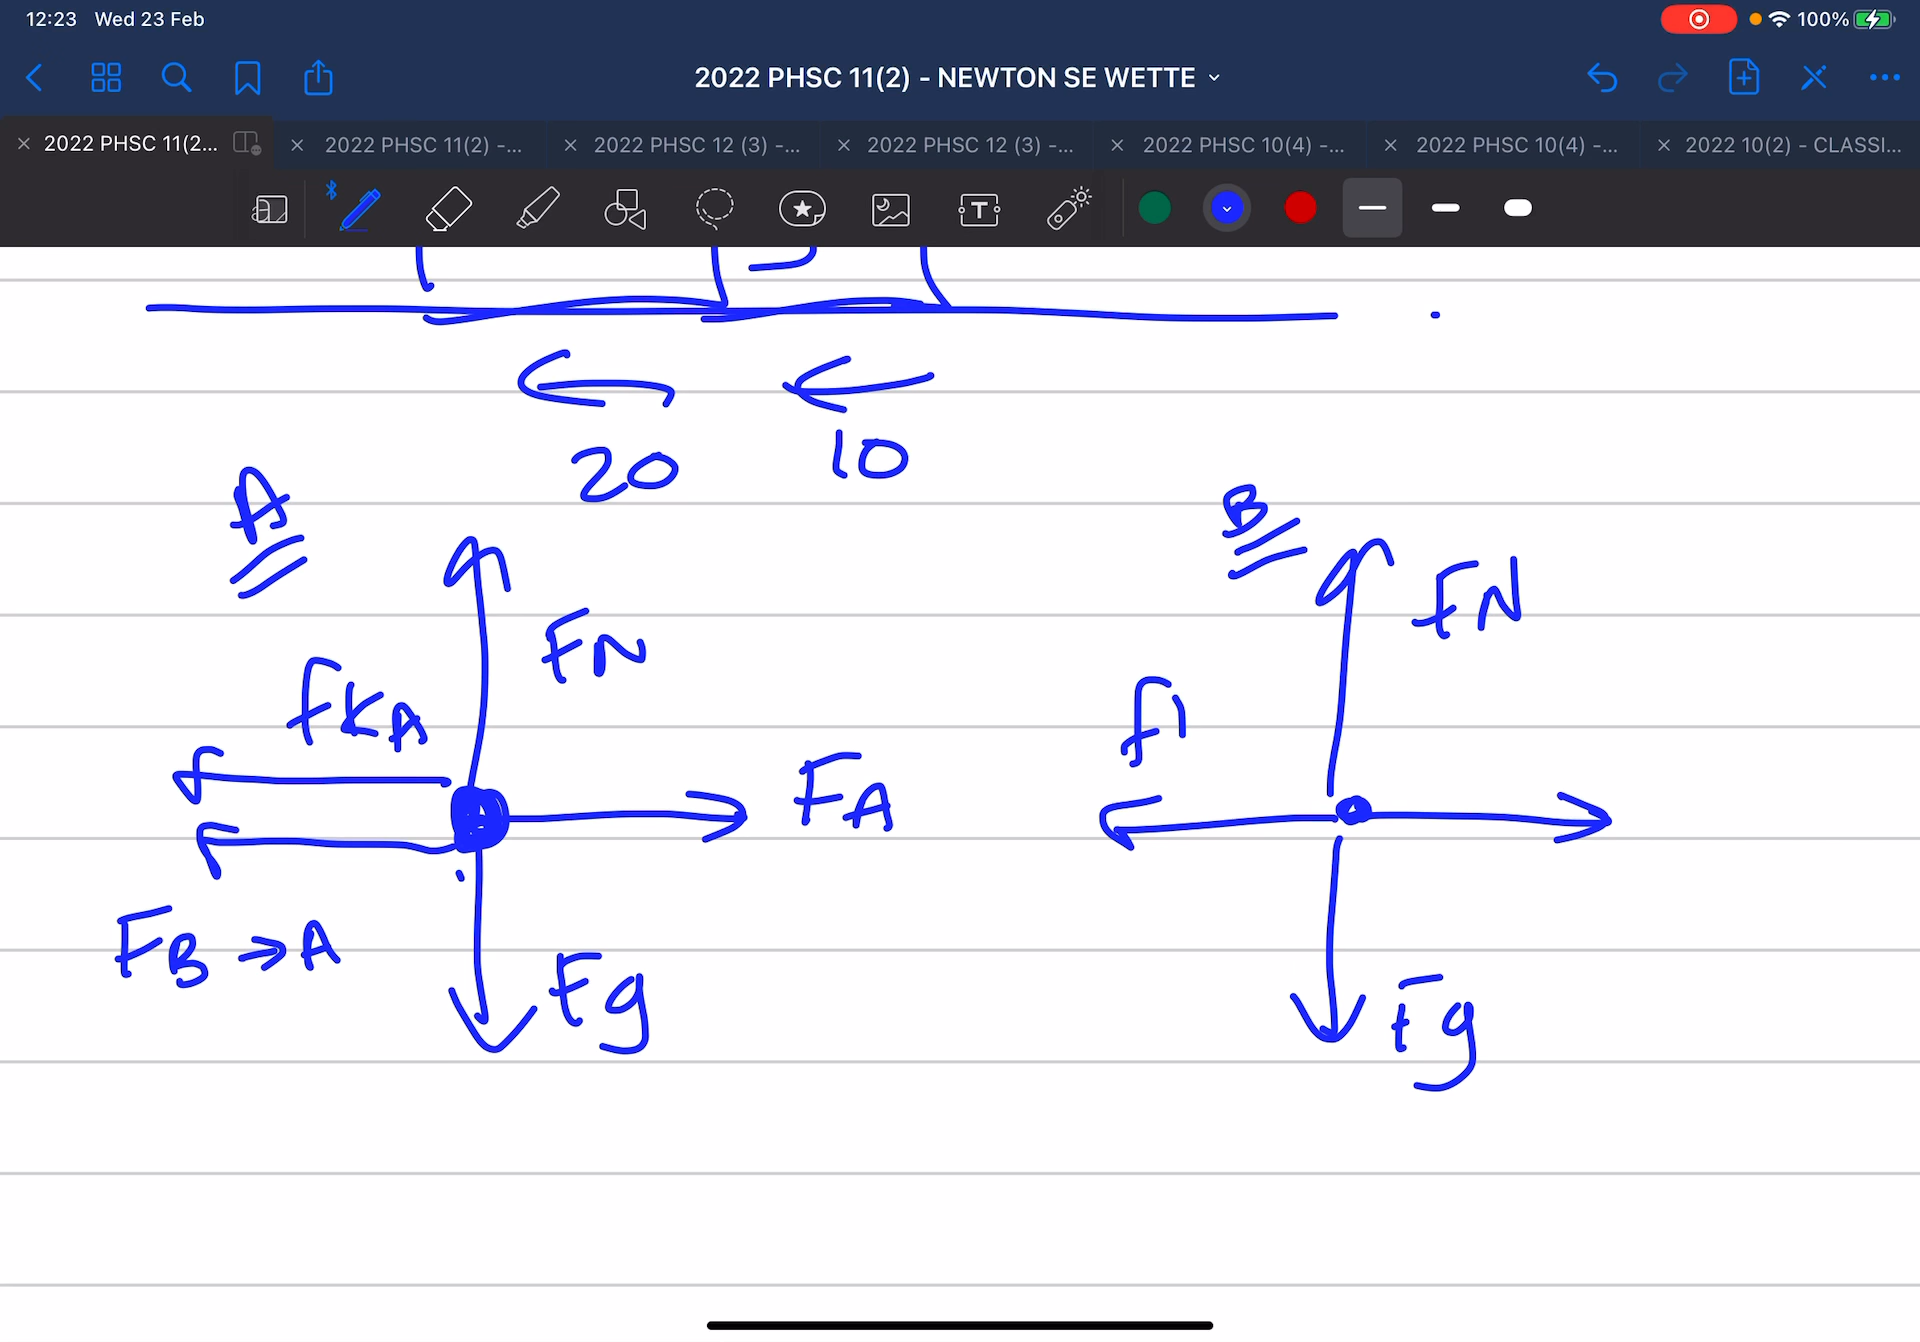 12:23 Wed 23 Feb 100%
2022 PHSC 11(2) - NEWTON SE WETTE
2022 PHSC 11(2... 2022 PHSC 11(2) -... 2022 PHSC 12 (3) -... 2022 PHSC 12 (3) -... 2022 PHSC 10(4) -... 2022 PHSC 10(4) -... 2022 10(2) - CLASSI...
T
20 10
A B
FN FN
fKA
FA
FB → A
Fg Fg